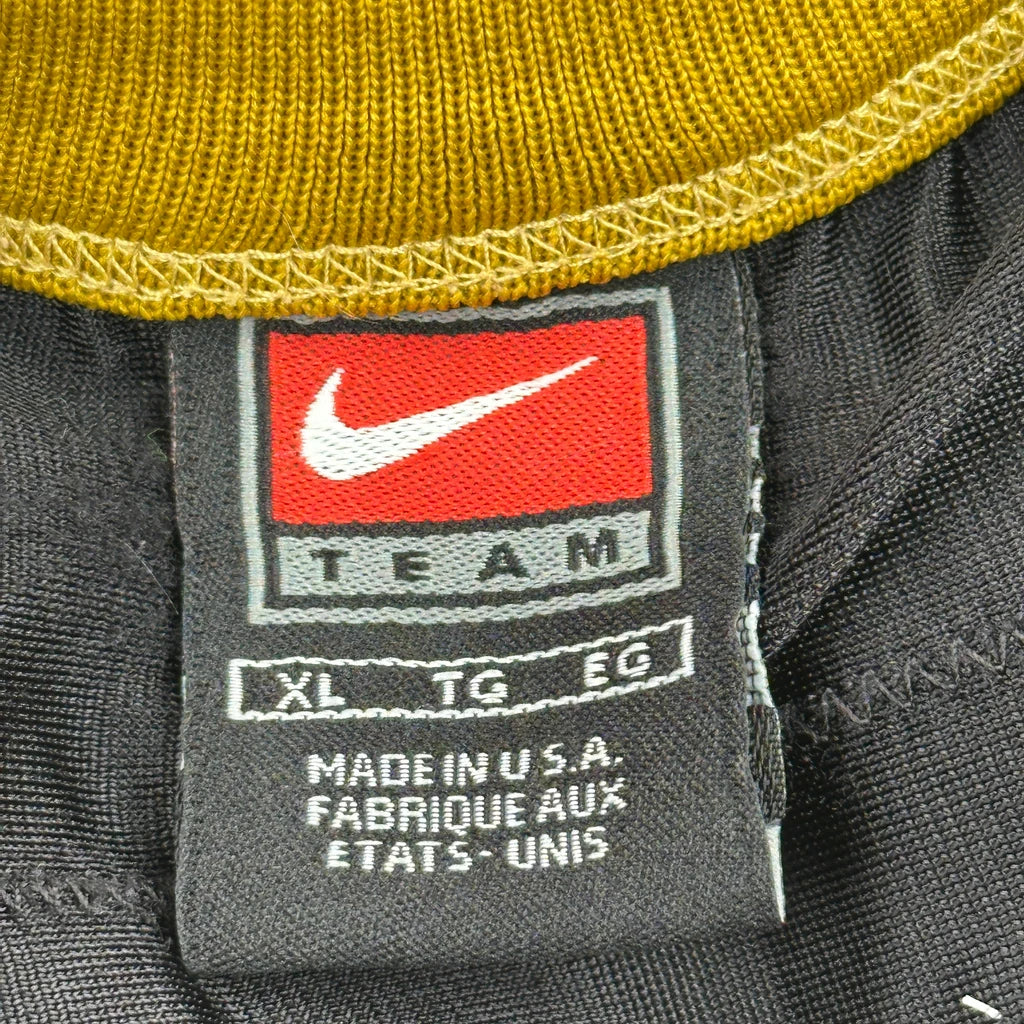 TEAM
XL TG EG
MADE IN U.S.A.
FABRIQUE AUX
ETATS-UNIS